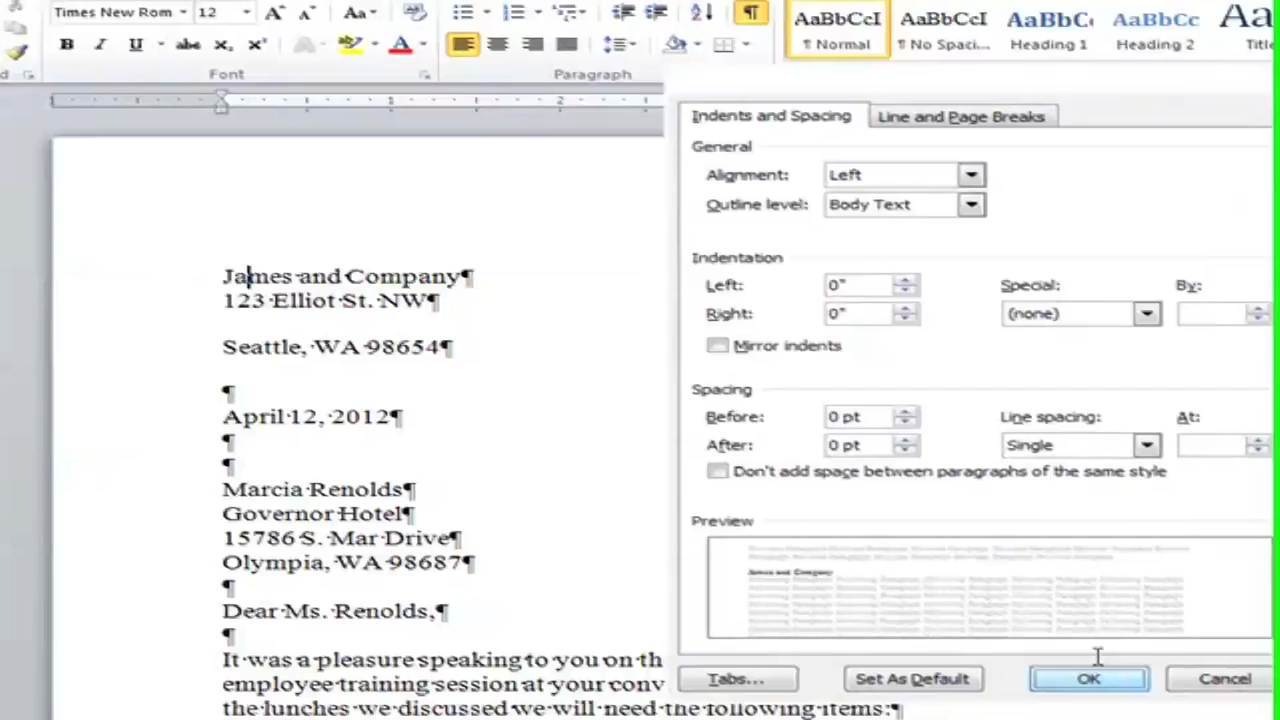 Times New Rom 12 Aa AaBbCcI AaBbCcI AaBbC AaBbCc Aa
B I U abc x₂ x² A ¶ Normal ¶ No Spaci... Heading 1 Heading 2 Title
Font Paragraph
1 2
Indents and Spacing Line and Page Breaks
General
Alignment: Left
Outline level: Body Text
Indentation
Left: 0" Special: By:
Right: 0" (none)
Mirror indents
Spacing
Before: 0 pt Line spacing: At:
After: 0 pt Single
Don't add space between paragraphs of the same style
Preview
James and Company
Tabs... Set As Default OK Cancel
James and Company¶
123 Elliot St. NW¶
Seattle, WA 98654¶
¶
April 12, 2012¶
¶
¶
Marcia Renolds¶
Governor Hotel¶
15786 S. Mar Drive¶
Olympia, WA 98687¶
¶
Dear Ms. Renolds,¶
¶
It was a pleasure speaking to you on th
employee training session at your conv
the lunches we discussed we will need the following items:¶